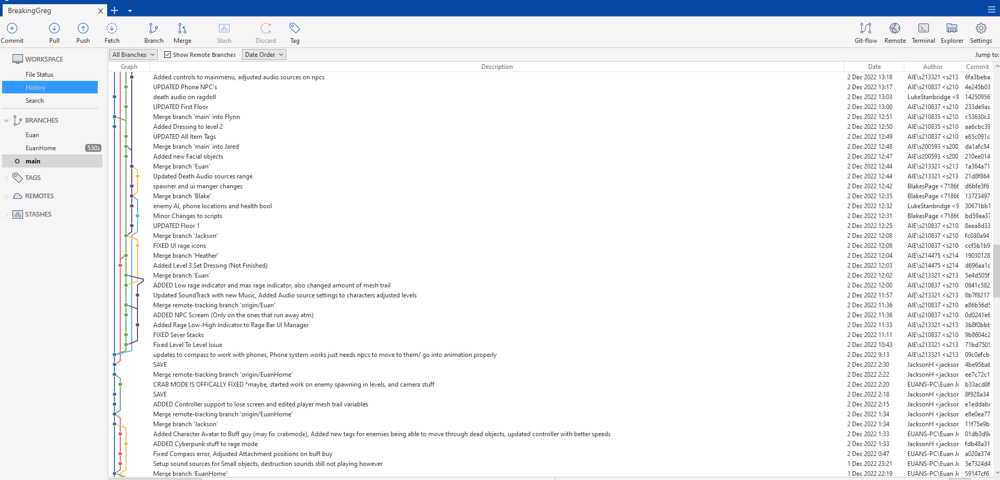 BreakingGreg
Commit Pull Push Fetch Branch Merge Stash Discard Tag Git-flow Remote Terminal Explorer Settings
All Branches Show Remote Branches Date Order Jump to:
WORKSPACE
File Status
History
Search
BRANCHES
Euan
EuanHome 530↓
main
TAGS
REMOTES
STASHES
Graph Description Date Author Commit
Added controls to mainmenu, adjusted audio sources on npcs 2 Dec 2022 13:18 AIE\s213321 <s213 6fa3beba
UPDATED Phone NPC's 2 Dec 2022 13:17 AIE\s210837 <s210 4e245b03
death audio on ragdoll 2 Dec 2022 13:03 LukeStanbridge <9 14250956
UPDATED First Floor 2 Dec 2022 13:00 AIE\s210837 <s210 233de9ac
Merge branch 'main' into Flynn 2 Dec 2022 12:51 AIE\s210835 <s210 c53630c3
Added Dressing to level 2 2 Dec 2022 12:50 AIE\s210835 <s210 aa6cbc39
UPDATED All Item Tags 2 Dec 2022 12:49 AIE\s210837 <s210 e65c091c
Merge branch 'main' into Jared 2 Dec 2022 12:48 AIE\s200593 <s200 da1afc84
Added new Facial objects 2 Dec 2022 12:47 AIE\s200593 <s200 210ee014
Merge branch 'Euan' 2 Dec 2022 12:44 AIE\s213321 <s213 1a364a71
Updated Death Audio sources range 2 Dec 2022 12:44 AIE\s213321 <s213 21d8f864
spawner and ui manger changes 2 Dec 2022 12:42 BlakesPage <71866 d6bfe3f6
Merge branch 'Blake' 2 Dec 2022 12:35 BlakesPage <71866 13723497
enemy AI, phone locations and health bool 2 Dec 2022 12:32 LukeStanbridge <9 30671bb1
Minor Changes to scripts 2 Dec 2022 12:31 BlakesPage <71866 bd59aa37
UPDATED Floor 1 2 Dec 2022 12:25 AIE\s210837 <s210 8eea8d33
Merge branch 'Jackson' 2 Dec 2022 12:08 AIE\s210837 <s210 fc030a94
FIXED UI rage icons 2 Dec 2022 12:08 AIE\s210837 <s210 ccf5b1b9
Merge branch 'Heather' 2 Dec 2022 12:04 AIE\s214475 <s214 19030128
Added Level 3 Set Dressing (Not Finished) 2 Dec 2022 12:03 AIE\s214475 <s214 d696aa1c
Merge branch 'Euan' 2 Dec 2022 12:02 AIE\s213321 <s213 5e4d505f
ADDED Low rage indicator and max rage indicator, also changed amount of mesh trail 2 Dec 2022 12:00 AIE\s210837 <s210 0841c582
Updated SoundTrack with new Music, Added Audio source settings to characters adjusted levels 2 Dec 2022 11:57 AIE\s213321 <s213 8b7f8217
Merge remote-tracking branch 'origin/Euan' 2 Dec 2022 11:36 AIE\s210837 <s210 e86b56d5
ADDED NPC Scream (Only on the ones that run away atm) 2 Dec 2022 11:36 AIE\s210837 <s210 0d0241e6
Added Rage Low-High Indicator to Rage Bar UI Manager 2 Dec 2022 11:33 AIE\s213321 <s213 3b8f0bbb
FIXED Sever Stacks 2 Dec 2022 11:11 AIE\s210837 <s210 9b8604c2
Fixed Level To Level Issue 2 Dec 2022 10:43 AIE\s213321 <s213 71bd7505
updates to compass to work with phones, Phone system works just needs npcs to move to them/ go into animation properly 2 Dec 2022 9:13 AIE\s213321 <s213 09c0efcb
SAVE 2 Dec 2022 2:30 JacksonH <jackson 4be95bab
Merge remote-tracking branch 'origin/EuanHome' 2 Dec 2022 2:22 JacksonH <jackson ee7c72c1
CRAB MODE IS OFFICALLY FIXED *maybe, started work on enemy spawning in levels, and camera stuff 2 Dec 2022 2:20 EUANS-PC\Euan Jo b33acd8f
SAVE 2 Dec 2022 2:18 JacksonH <jackson 8f928a34
ADDED Controller support to lose screen and edited player mesh trail variables 2 Dec 2022 2:15 JacksonH <jackson e1eddabc
Merge remote-tracking branch 'origin/EuanHome' 2 Dec 2022 1:34 JacksonH <jackson e8e0ea77
Merge branch 'Jackson' 2 Dec 2022 1:34 JacksonH <jackson 11f75e9b
Added Character Avatar to Buff guy (may fix crabmode), Added new tags for enemies being able to move through dead objects, updated controller with better speeds 2 Dec 2022 1:33 EUANS-PC\Euan Jo 01db3d9c
ADDED Cyberpunk stuff to rage mode 2 Dec 2022 1:33 JacksonH <jackson fdb48a31
Fixed Compass error, Adjusted Attachment positions on buff buy 2 Dec 2022 0:47 EUANS-PC\Euan Jo a020a374
Setup sound sources for Small objects, destruction sounds still not playing however 1 Dec 2022 23:21 EUANS-PC\Euan Jo 3e7324d4
Merge branch 'EuanHome' 1 Dec 2022 22:19 EUANS-PC\Euan Jo 59147cf6